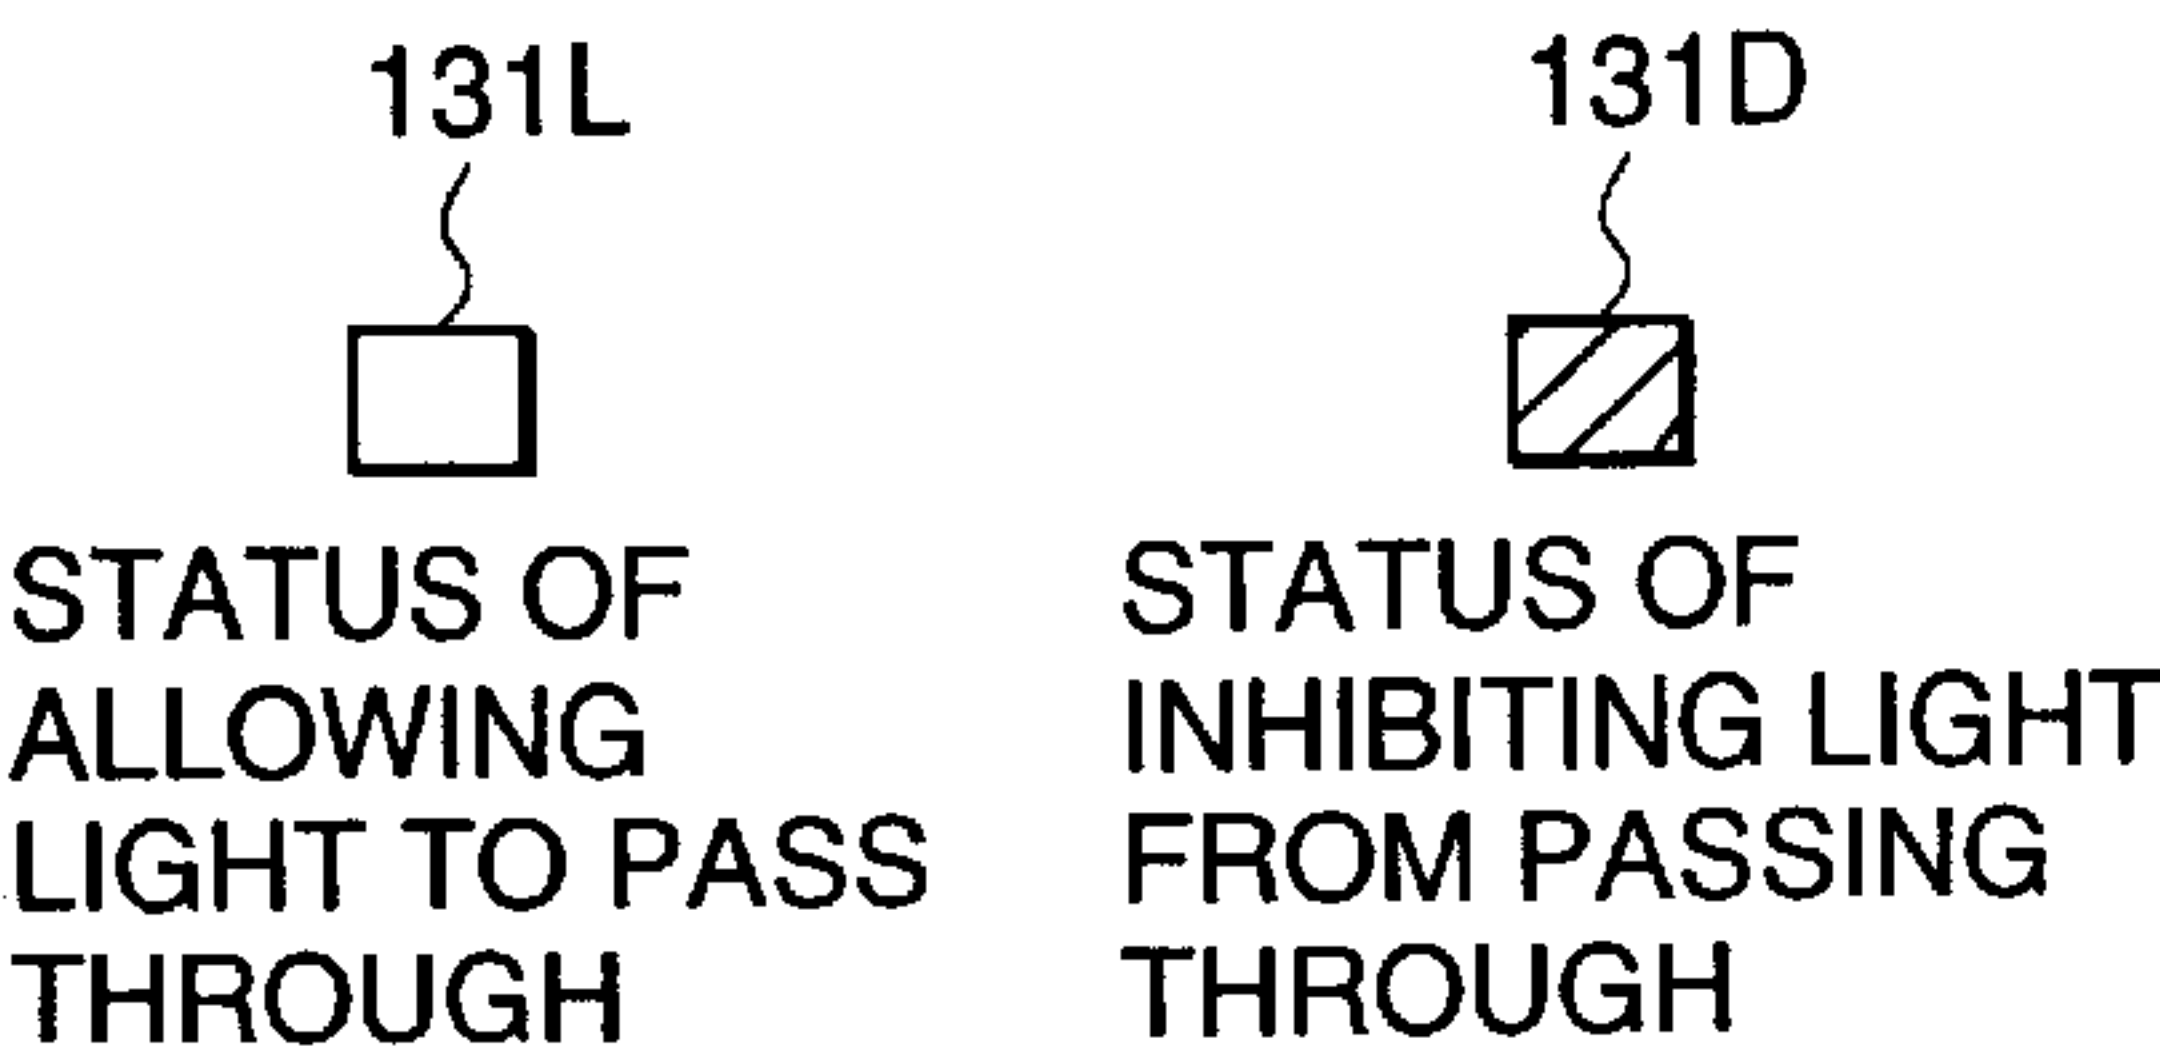 131L
STATUS OF
ALLOWING
LIGHT TO PASS
THROUGH
131D
STATUS OF
INHIBITING LIGHT
FROM PASSING
THROUGH